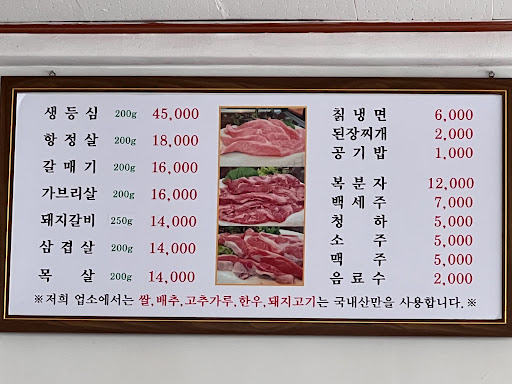 생등심 200g 45,000
항정살 200g 18,000
갈매기 200g 16,000
가브리살 200g 16,000
돼지갈비 250g 14,000
삼겹살 200g 14,000
목살 200g 14,000
칡냉면 6,000
된장찌개 2,000
공기밥 1,000
복분자 12,000
백세주 7,000
청하 5,000
소주 5,000
맥주 5,000
음료수 2,000
※저희 업소에서는 쌀,배추,고추가루,한우,돼지고기는 국내산만을 사용합니다.※